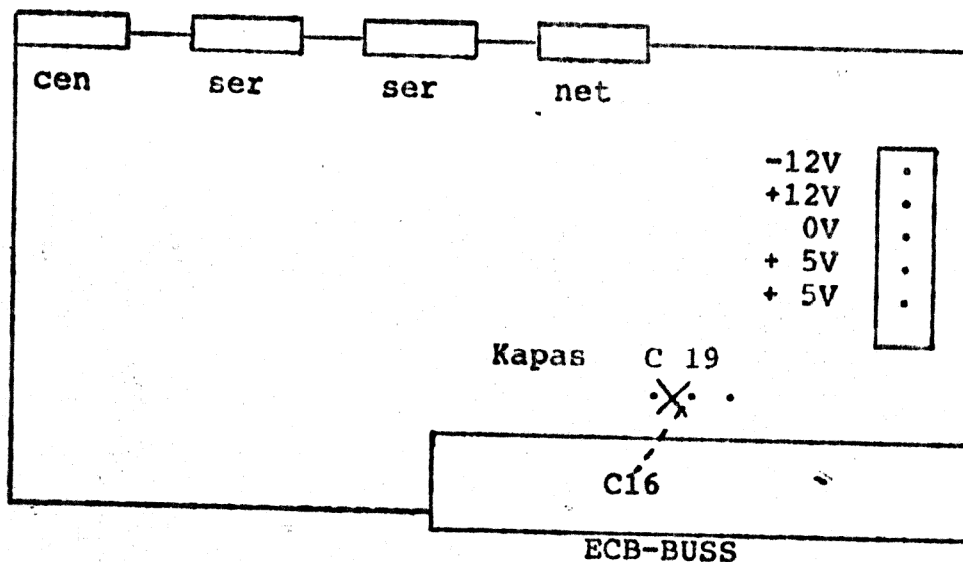 cen ser ser net
-12V
+12V
0V
+ 5V
+ 5V
Kapas C 19
C16
ECB-BUSS